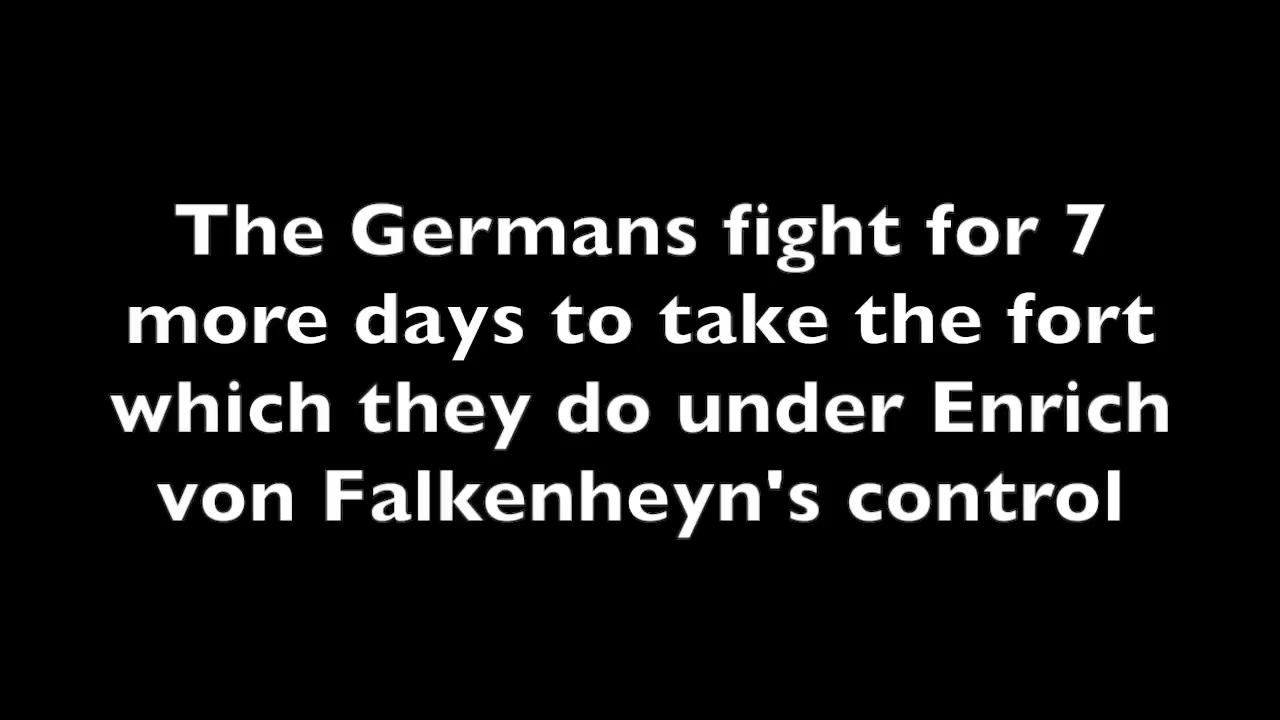 The Germans fight for 7
more days to take the fort
which they do under Enrich
von Falkenheyn's control